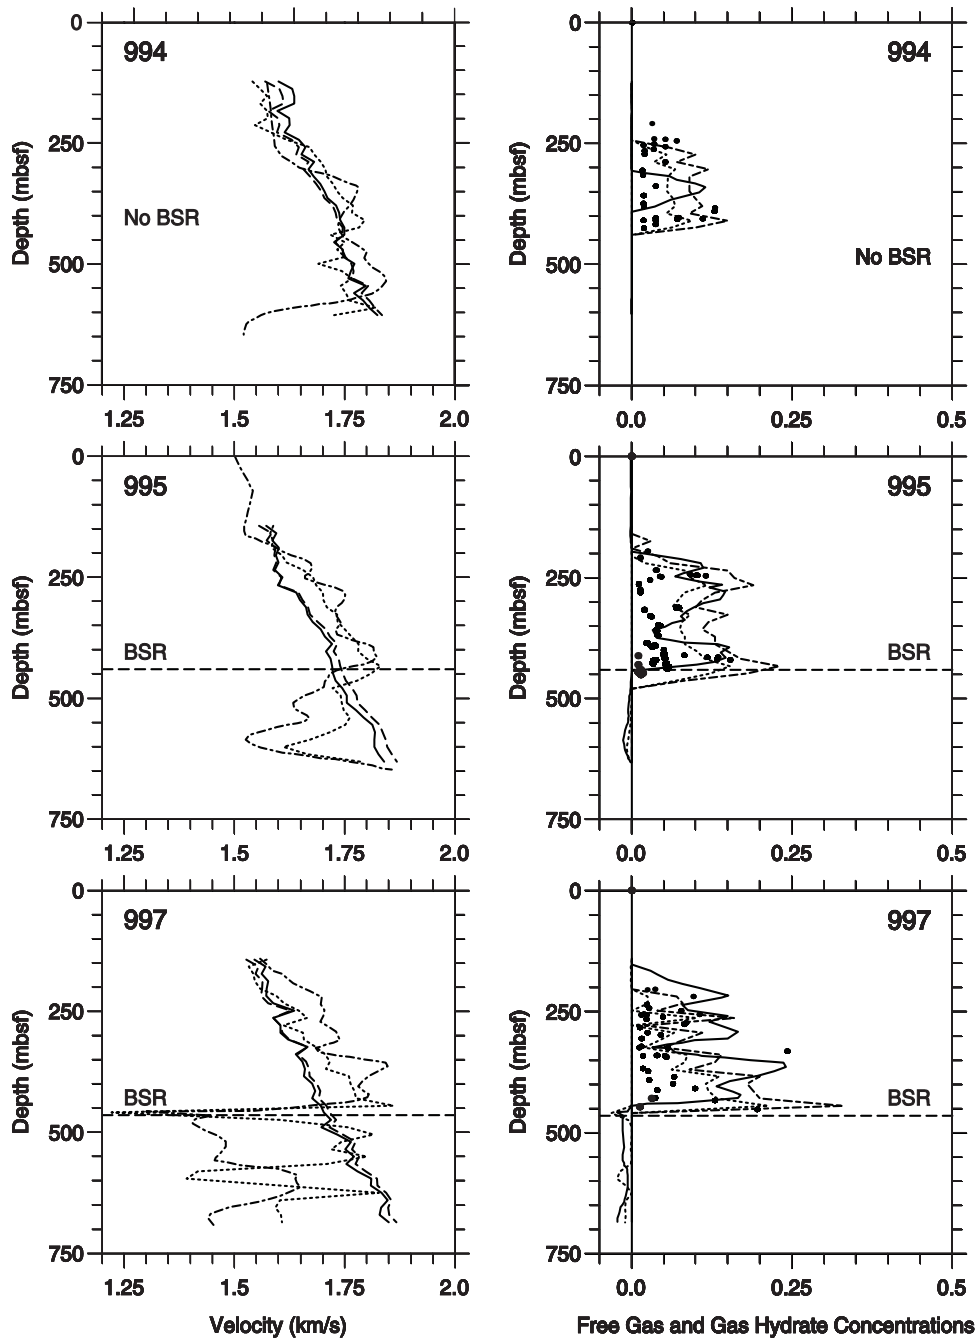 0
994
250
Depth (mbsf)
No BSR
500
750
1.25 1.5 1.75 2.0
0
994
250
Depth (mbsf)
No BSR
500
750
0.0 0.25 0.5
0
995
250
Depth (mbsf)
BSR
500
750
1.25 1.5 1.75 2.0
0
995
250
Depth (mbsf)
BSR
500
750
0.0 0.25 0.5
0
997
250
Depth (mbsf)
BSR
500
750
1.25 1.5 1.75 2.0
Velocity (km/s)
0
997
250
Depth (mbsf)
BSR
500
750
0.0 0.25 0.5
Free Gas and Gas Hydrate Concentrations